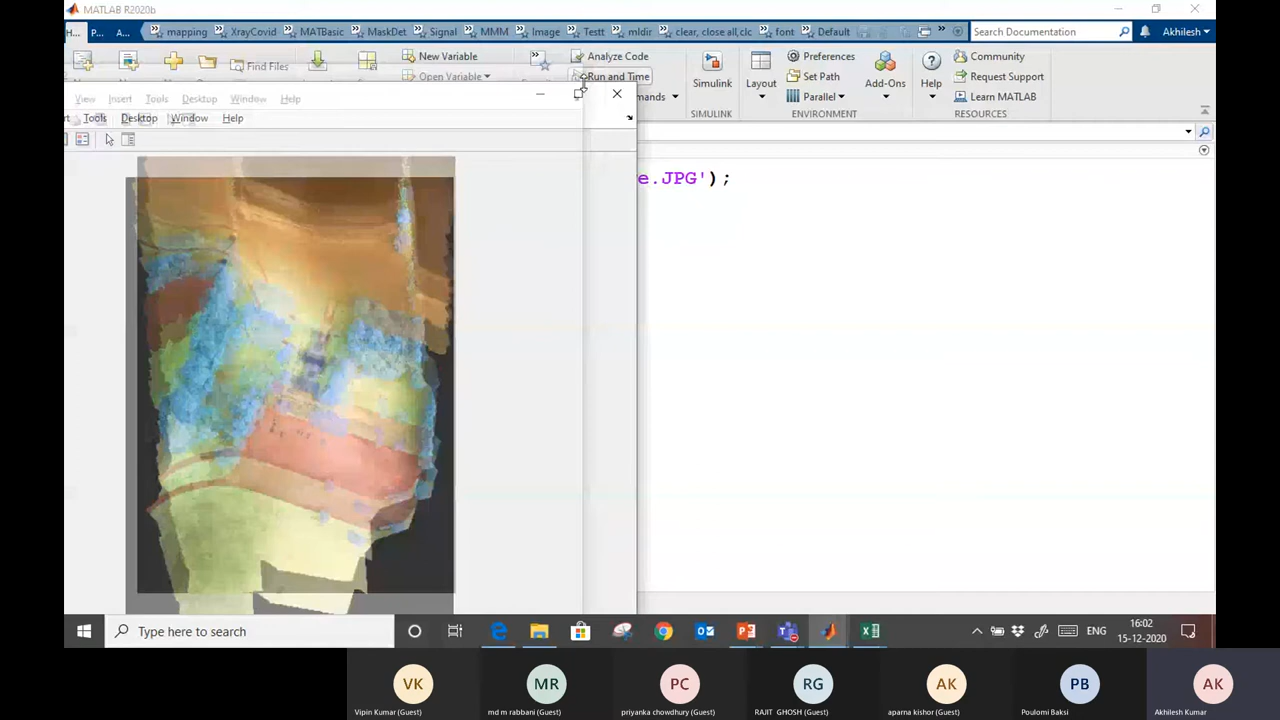 MATLAB R2020b
H... P... A... mapping XrayCovid MATBasic MaskDet Signal MMM Image Testt mldir clear, close all,clc font Default Search Documentation Akhilesh
New Variable Analyze Code Preferences Community
Find Files Open Variable Run and Time Simulink Layout Set Path Add-Ons Help Request Support
mands Parallel Learn MATLAB
SIMULINK ENVIRONMENT RESOURCES
View Insert Tools Desktop Window Help
rt Tools Desktop Window Help
e.JPG');
Type here to search
ENG
16:02
15-12-2020
VK MR PC RG AK PB AK
Vipin Kumar (Guest) md m rabbani (Guest) priyanka chowdhury (Guest) RAJIT GHOSH (Guest) aparna kishor (Guest) Poulomi Baksi Akhilesh Kumar